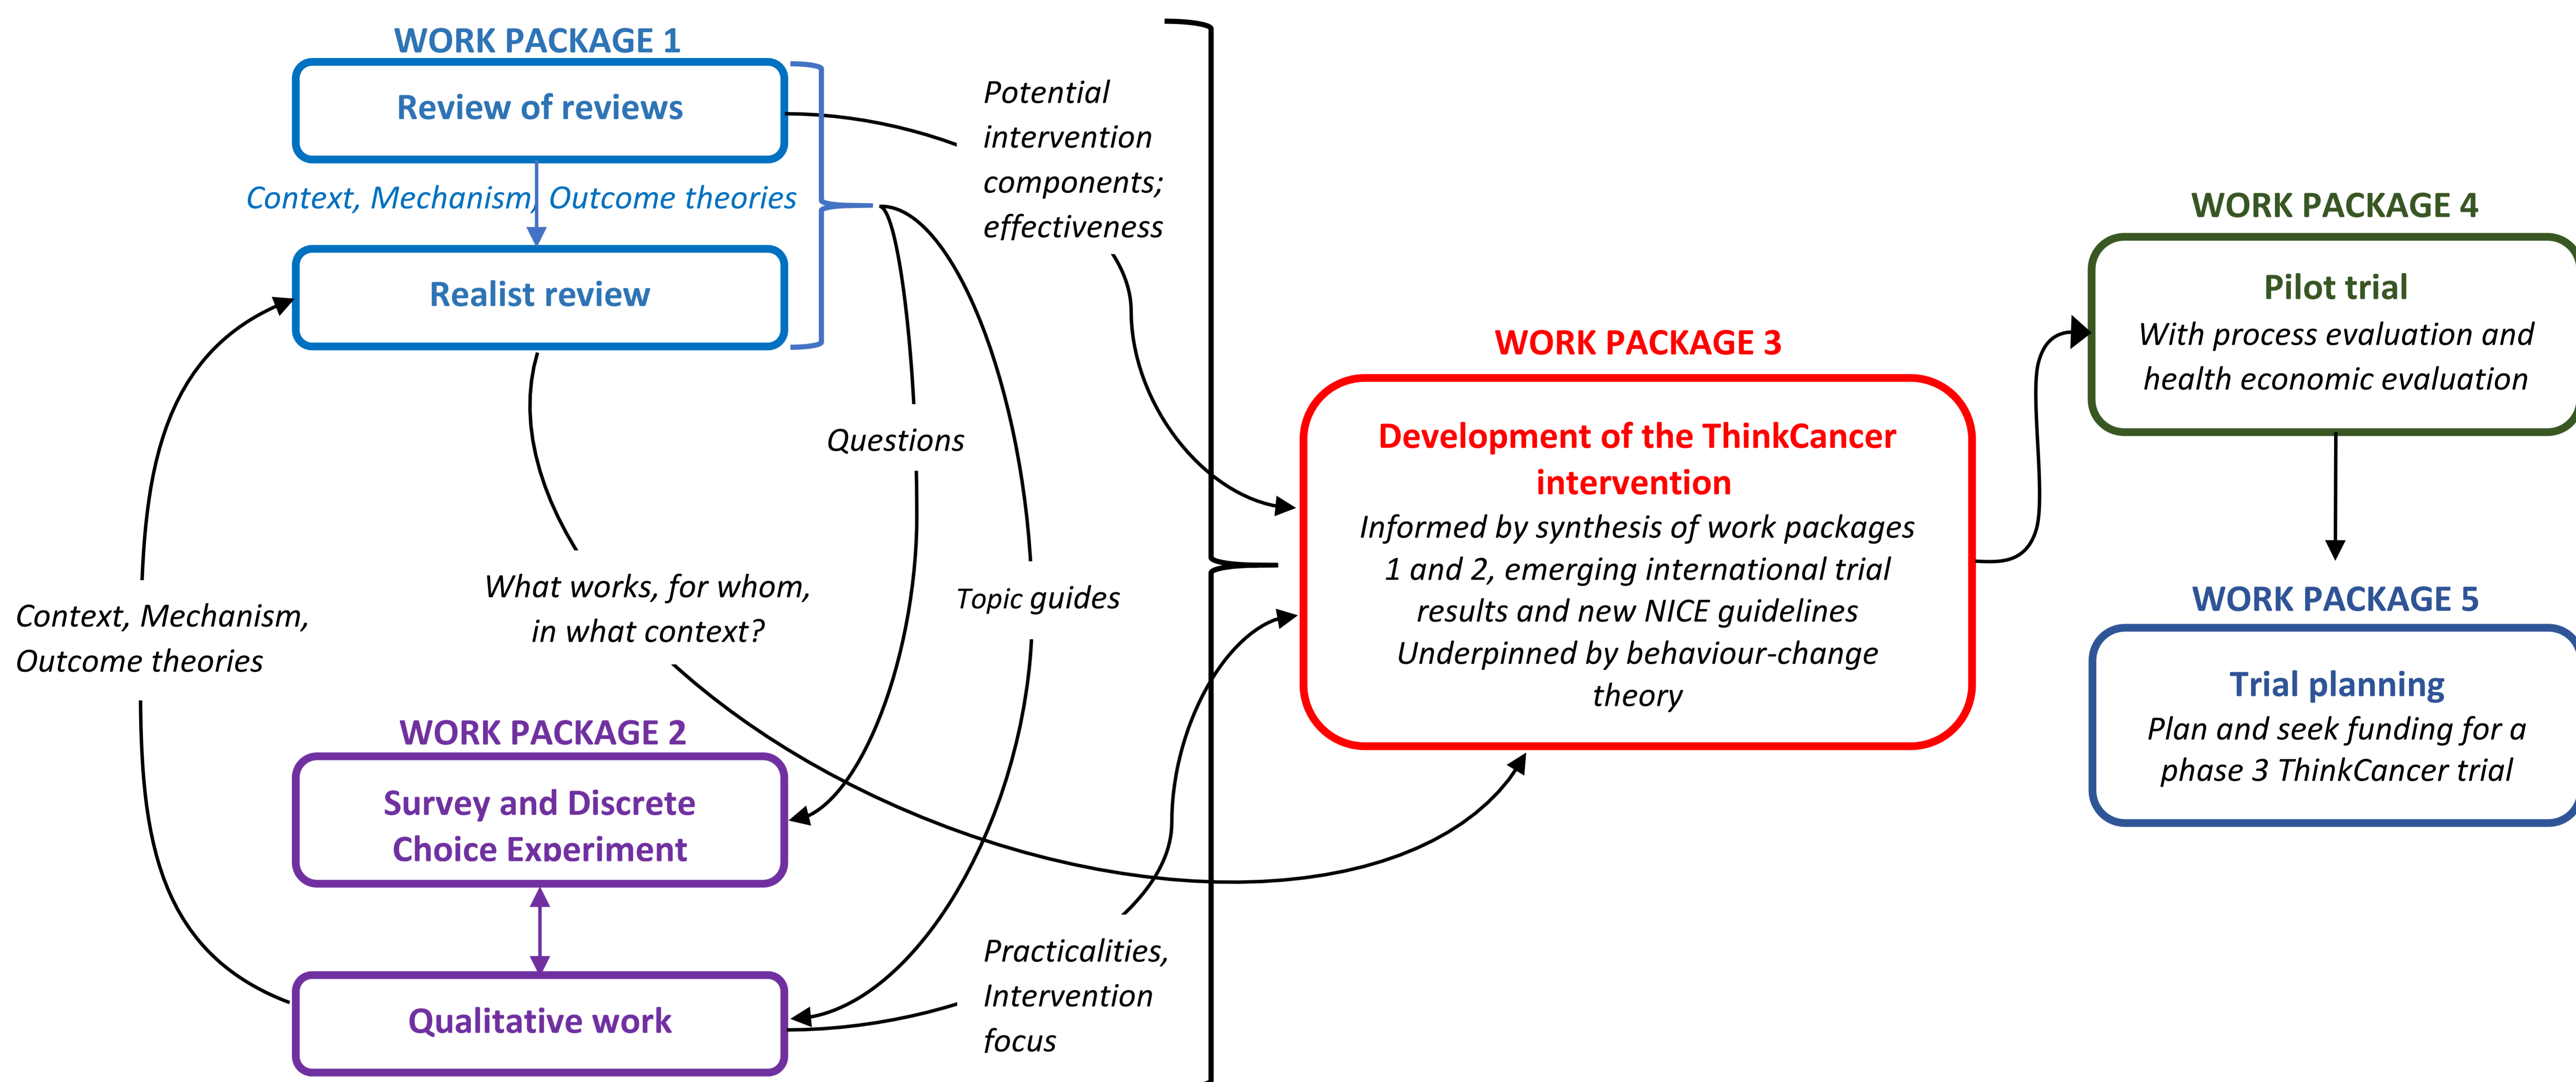 WORK PACKAGE 1
Review of reviews
Context, Mechanism, Outcome theories
Realist review
Potential
intervention
components;
effectiveness
Questions
What works, for whom,
in what context?
Topic guides
Context, Mechanism,
Outcome theories
WORK PACKAGE 2
Survey and Discrete
Choice Experiment
Qualitative work
Practicalities,
Intervention
focus
WORK PACKAGE 3
Development of the ThinkCancer
intervention
Informed by synthesis of work packages
1 and 2, emerging international trial
results and new NICE guidelines
Underpinned by behaviour-change
theory
WORK PACKAGE 4
Pilot trial
With process evaluation and
health economic evaluation
WORK PACKAGE 5
Trial planning
Plan and seek funding for a
phase 3 ThinkCancer trial